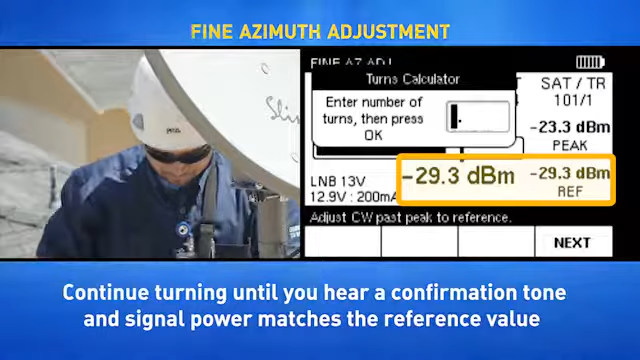 FINE AZIMUTH ADJUSTMENT
FINE AZ ADJ
Turns Calculator
SAT / TR
101/1
Enter number of
turns, then press
OK
-23.3 dBm
PEAK
-29.3 dBm
-29.3 dBm
REF
LNB 13V
12.9V : 200mA
Adjust CW past peak to reference.
NEXT
Continue turning until you hear a confirmation tone
and signal power matches the reference value